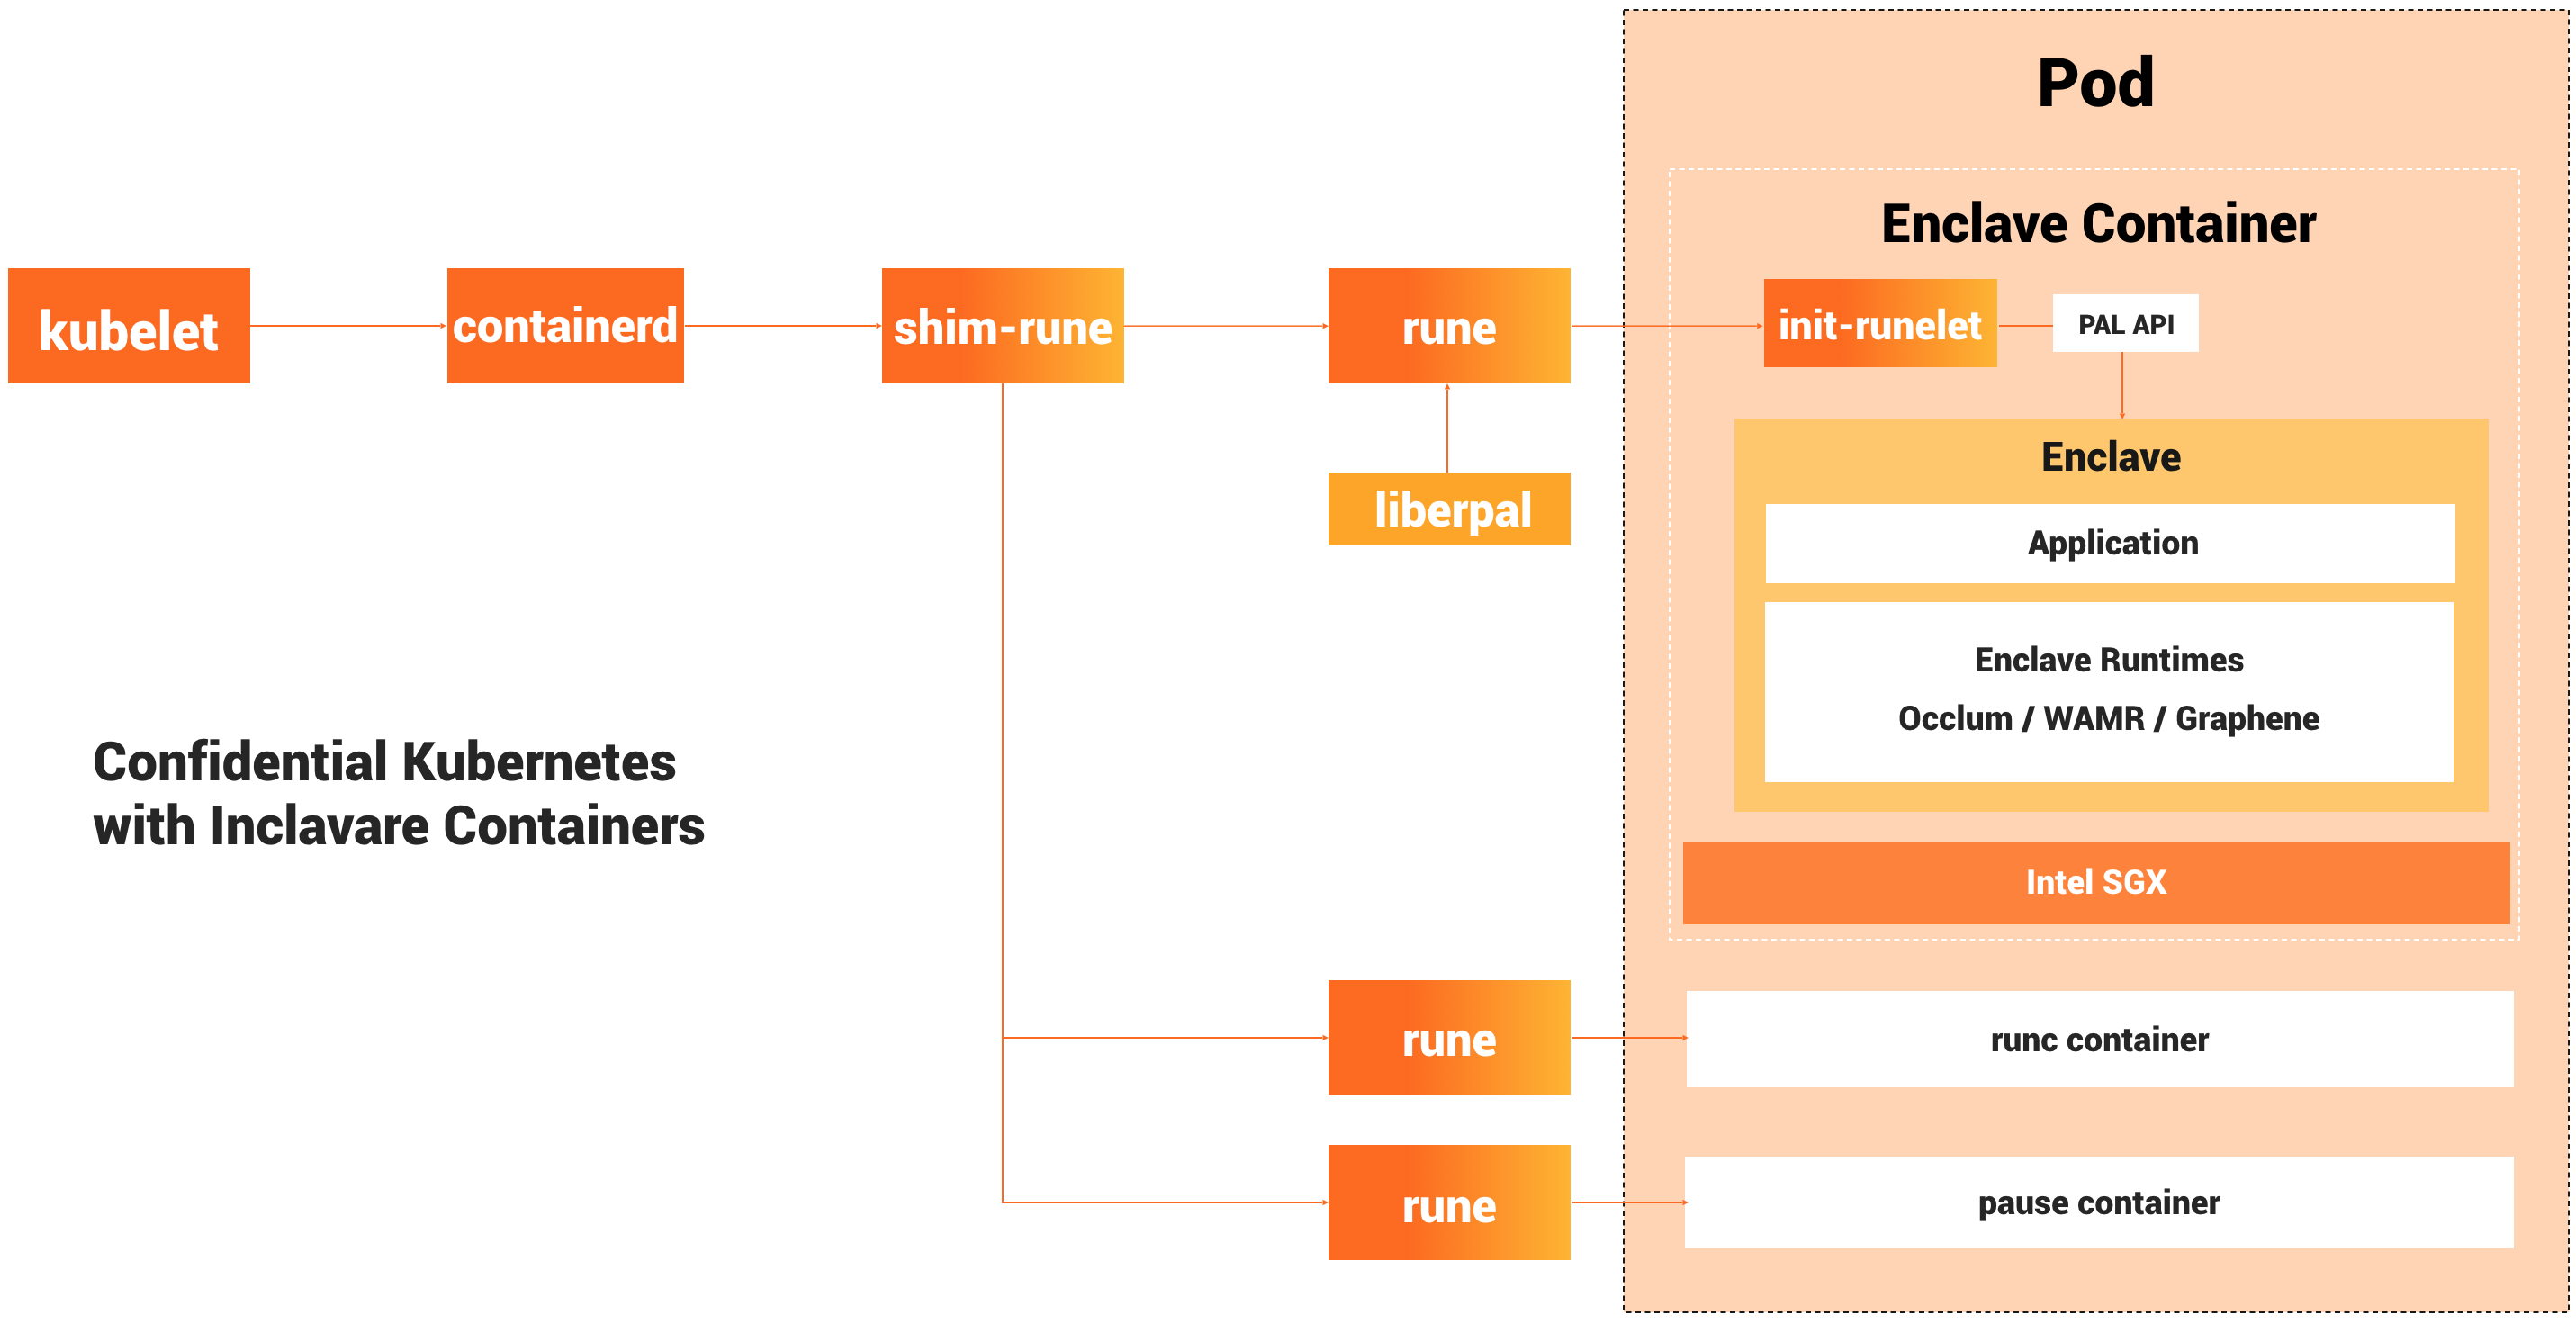 Pod
Enclave Container
kubelet
containerd
shim-rune
rune
init-runelet
PAL API
liberpal
Enclave
Application
Enclave Runtimes
Occlum / WAMR / Graphene
Confidential Kubernetes
with Inclavare Containers
Intel SGX
rune
runc container
rune
pause container